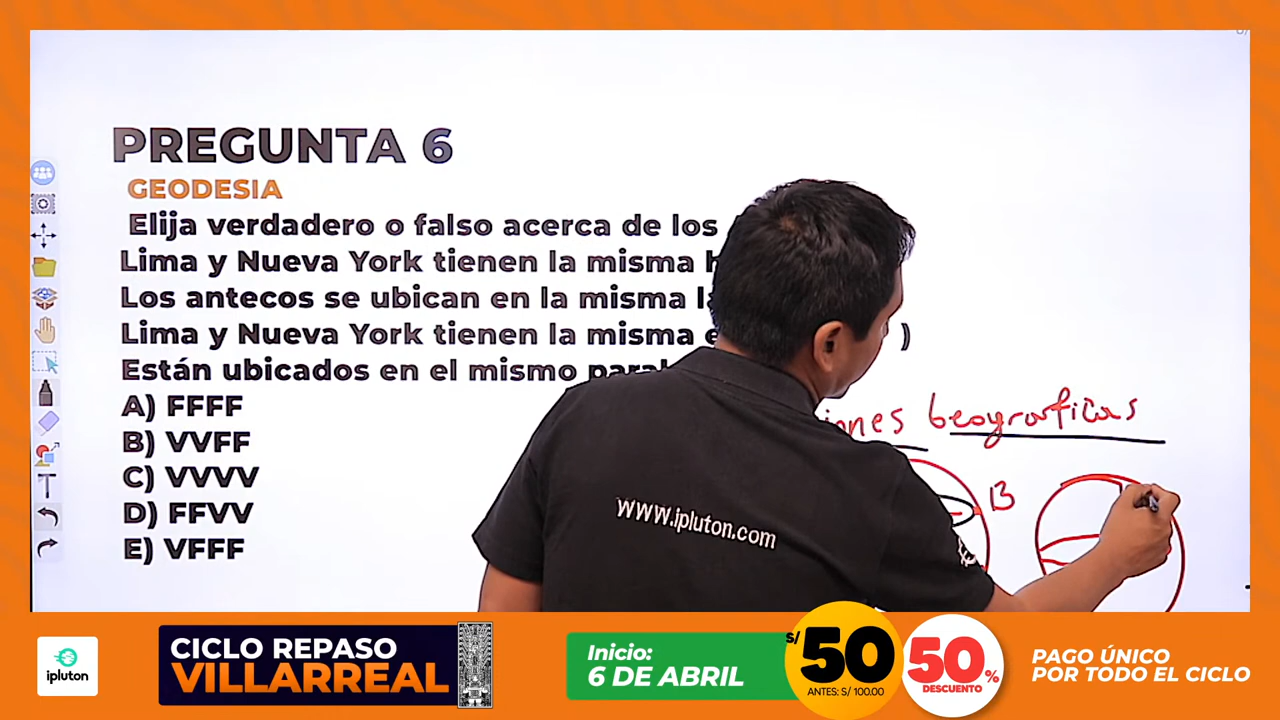 PREGUNTA 6
GEODESIA
Elija verdadero o falso acerca de los
Lima y Nueva York tienen la misma
Los antecos se ubican en la misma
Lima y Nueva York tienen la misma )
Están ubicados en el mismo
A) FFFF
B) VVFF
C) VVVV
D) FFVV
E) VFFF
Geograficas
B
www.ipluton.com
ipluton
CICLO REPASO
VILLARREAL
Inicio:
6 DE ABRIL
S/ 50
ANTES: S/ 100.00
50%
DESCUENTO
PAGO ÚNICO
POR TODO EL CICLO